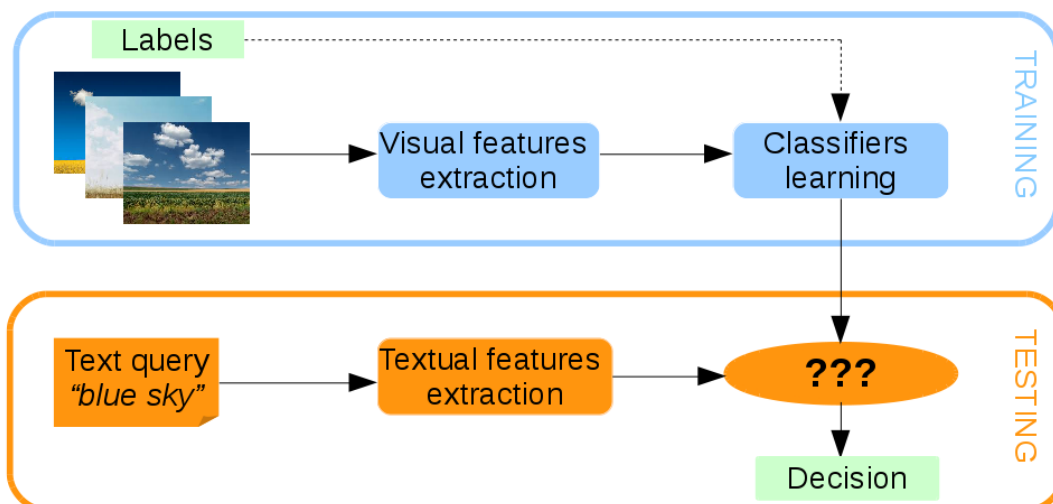 Labels
TRAINING
Visual features
extraction
Classifiers
learning
Text query
“blue sky”
Textual features
extraction
???
TESTING
Decision